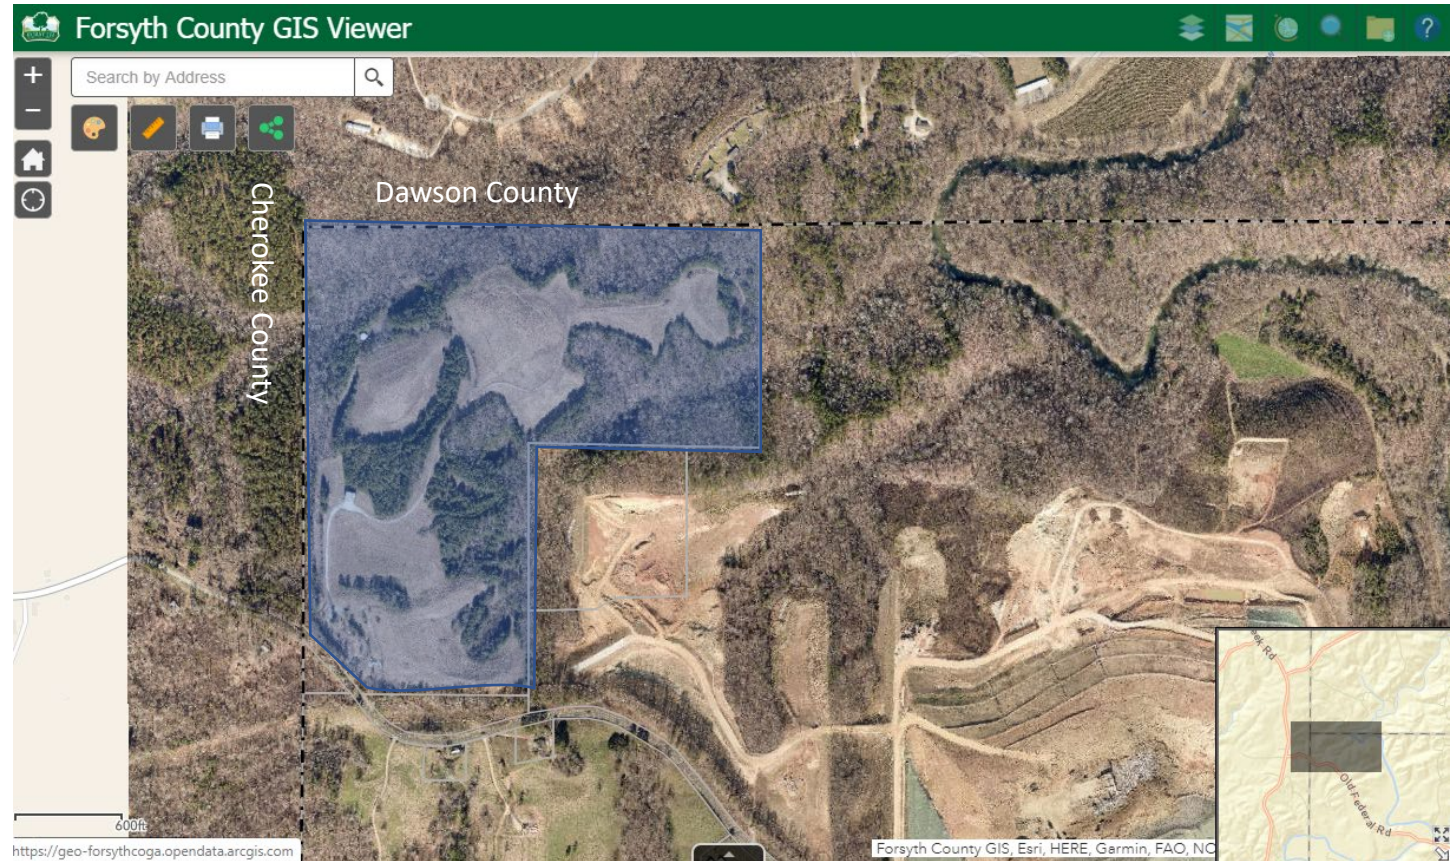 Forsyth County GIS Viewer
?
+
Search by Address
−
Dawson County
Cherokee County
Old Federal Rd
600ft
https://geo-forsythcoga.opendata.arcgis.com
Forsyth County GIS, Esri, HERE, Garmin, FAO, NO